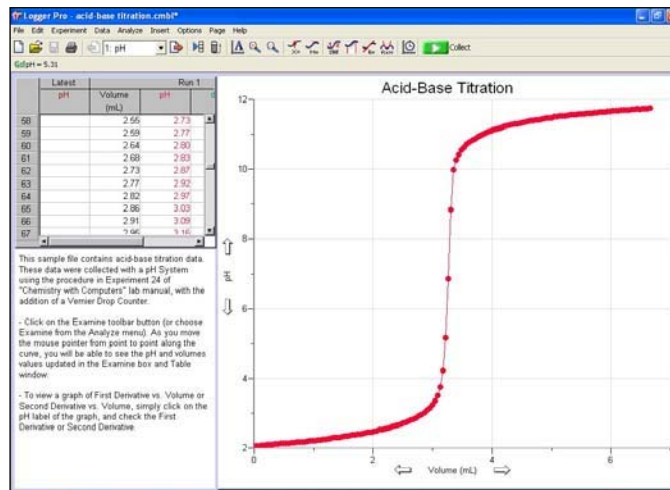 Logger Pro - acid-base titration.cmbl*
File Edit Experiment Data Analyze Insert Options Page Help
1: pH
Collect
pH = 5.31
Latest Run 1
pH Volume pH
(mL)
58 2.55 2.73
59 2.59 2.77
60 2.64 2.80
61 2.68 2.83
62 2.73 2.87
63 2.77 2.92
64 2.82 2.97
65 2.86 3.03
66 2.91 3.09
67 2.95 3.16
This sample file contains acid-base titration data.
These data were collected with a pH System
using the procedure in Experiment 24 of
"Chemistry with Computers" lab manual, with the
addition of a Vernier Drop Counter.
- Click on the Examine toolbar button (or choose
Examine from the Analyze menu). As you move
the mouse pointer from point to point along the
curve, you will be able to see the pH and volumes
values updated in the Examine box and Table
window.
- To view a graph of First Derivative vs. Volume or
Second Derivative vs. Volume, simply click on the
pH label of the graph, and check the First
Derivative or Second Derivative.
Acid-Base Titration
12
10
8
pH
6
4
2
0 2 4 6
Volume (mL)